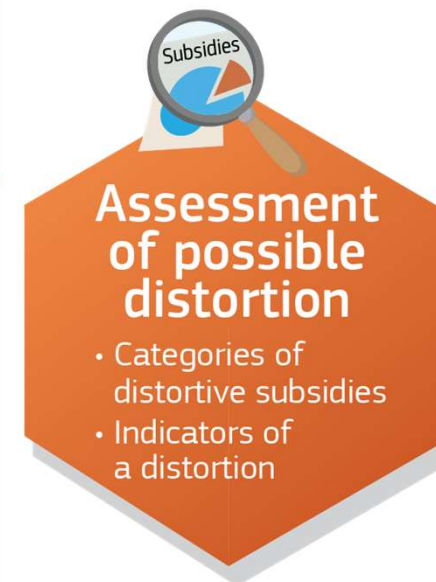 Subsidies
Assessment
of possible
distortion
• Categories of
distortive subsidies
• Indicators of
a distortion